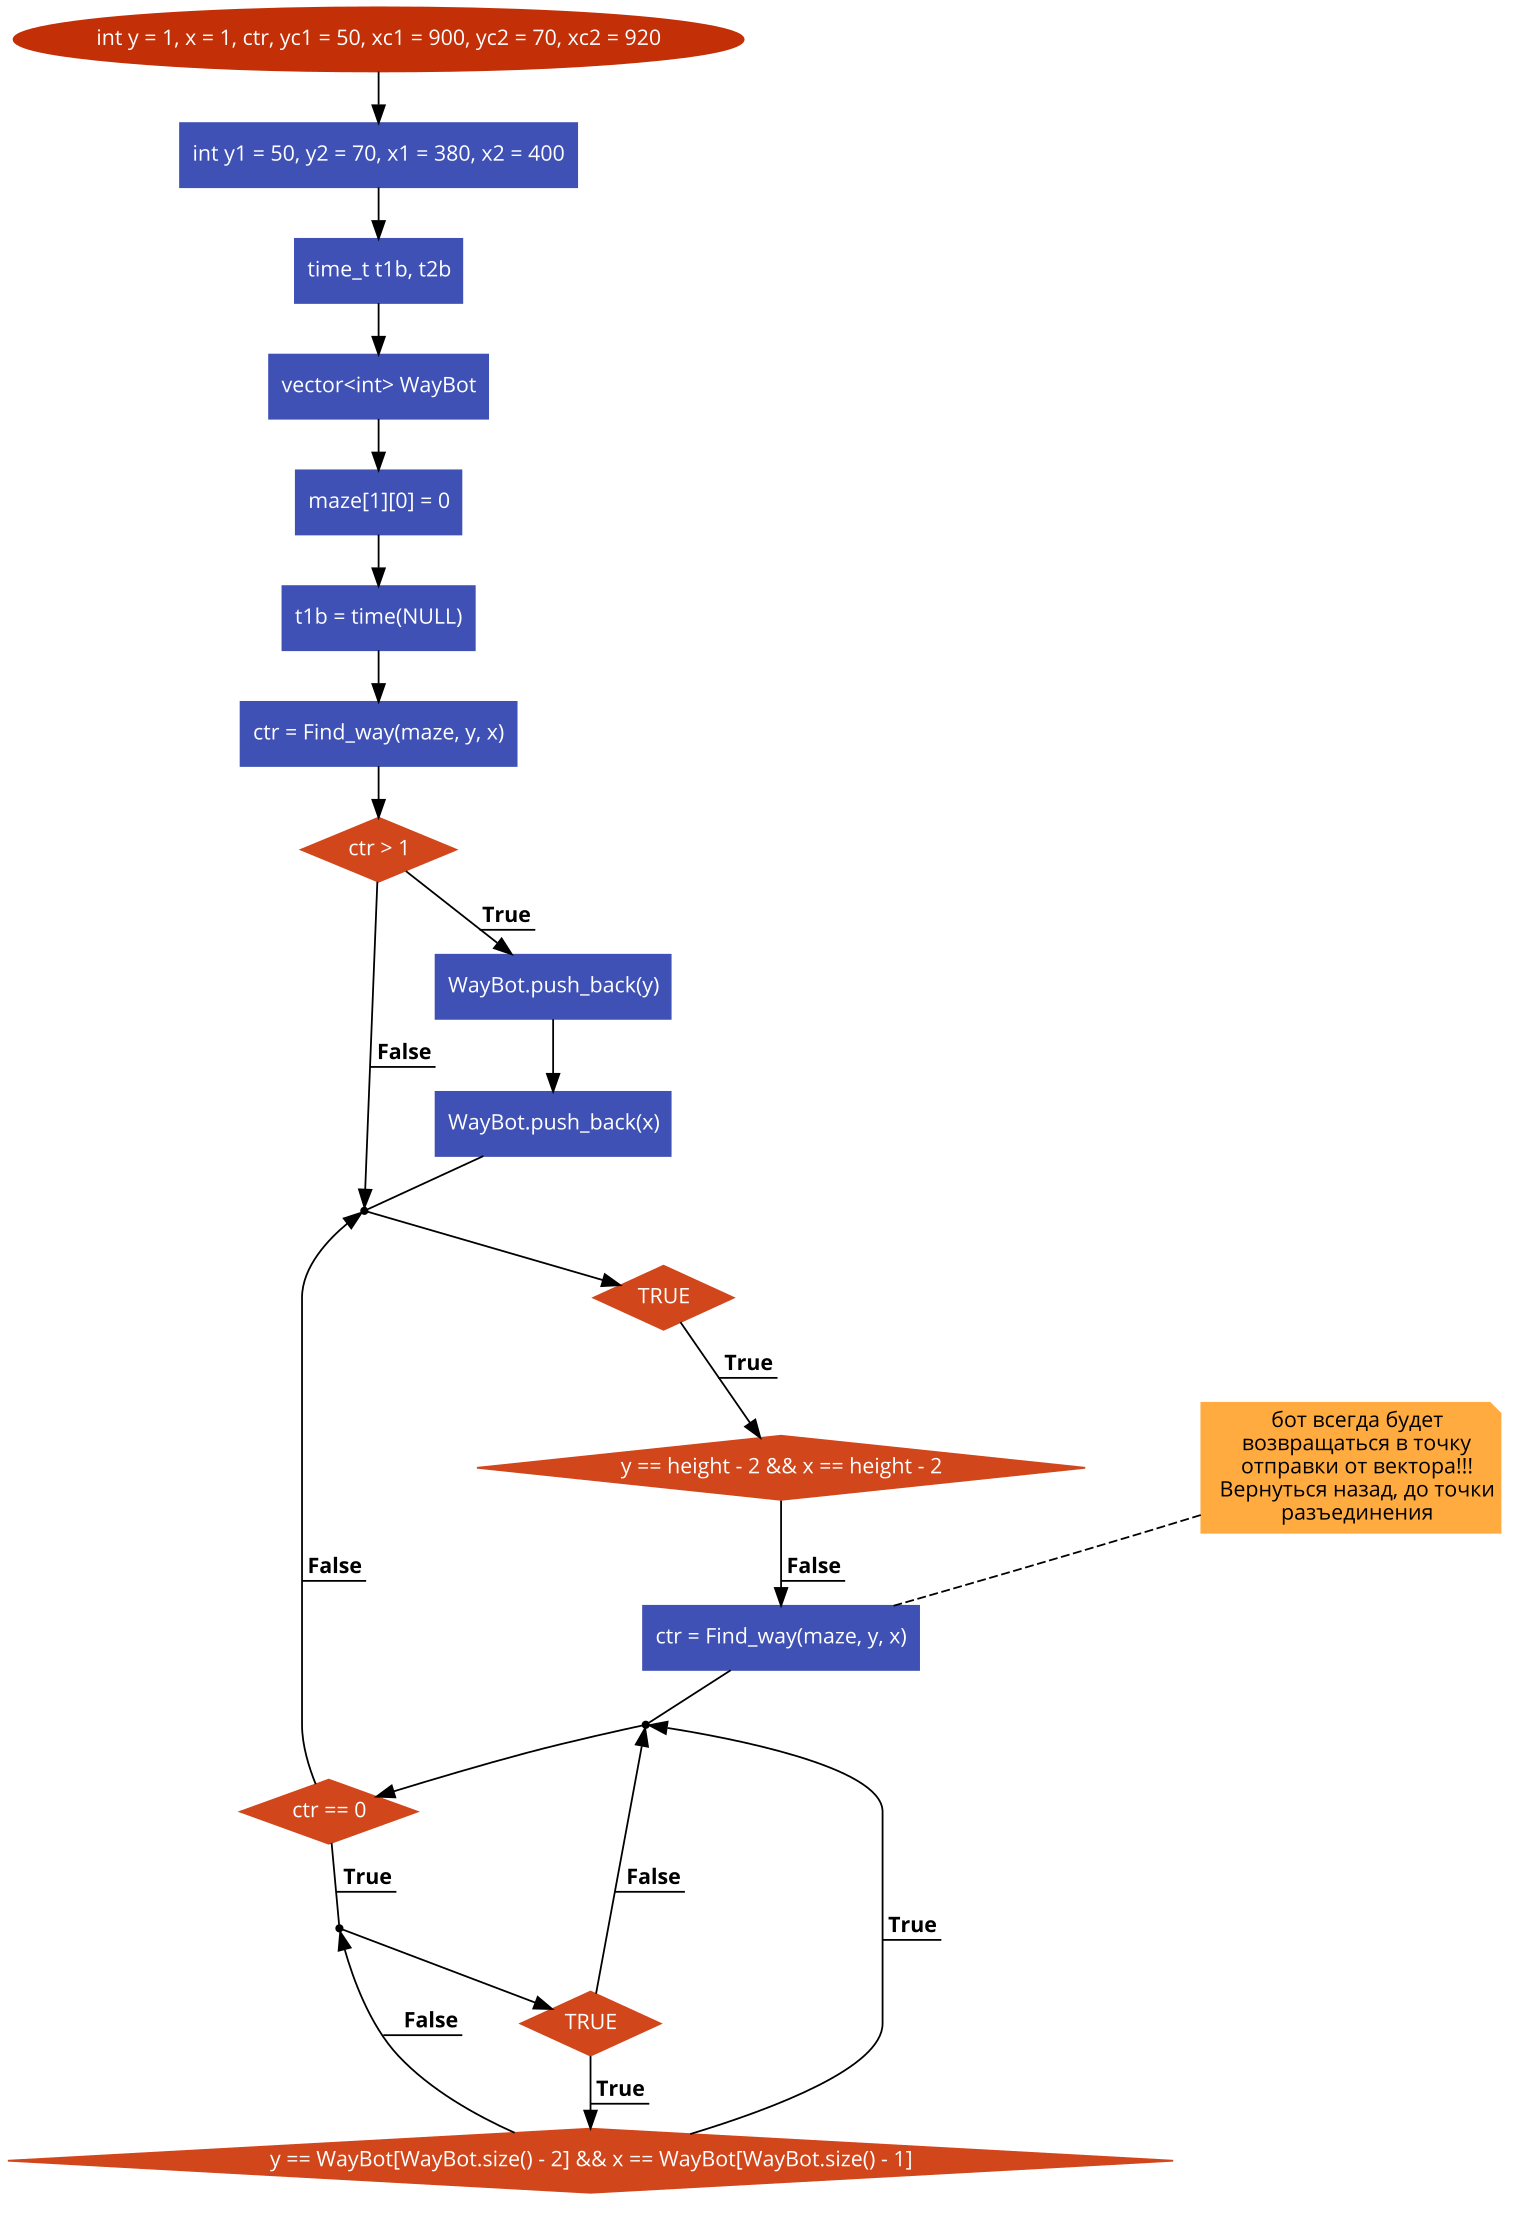 int y = 1, x = 1, ctr, yc1 = 50, xc1 = 900, yc2 = 70, xc2 = 920
int y1 = 50, y2 = 70, x1 = 380, x2 = 400
time_t t1b, t2b
vector<int> WayBot
maze[1][0] = 0
t1b = time(NULL)
ctr = Find_way(maze, y, x)
ctr > 1
True
WayBot.push_back(y)
False
WayBot.push_back(x)
TRUE
True
y == height - 2 && x == height - 2
бот всегда будет
возвращаться в точку
отправки от вектора!!!
Вернуться назад, до точки
разъединения
False
False
ctr = Find_way(maze, y, x)
ctr == 0
True
False
True
TRUE
False
True
y == WayBot[WayBot.size() - 2] && x == WayBot[WayBot.size() - 1]